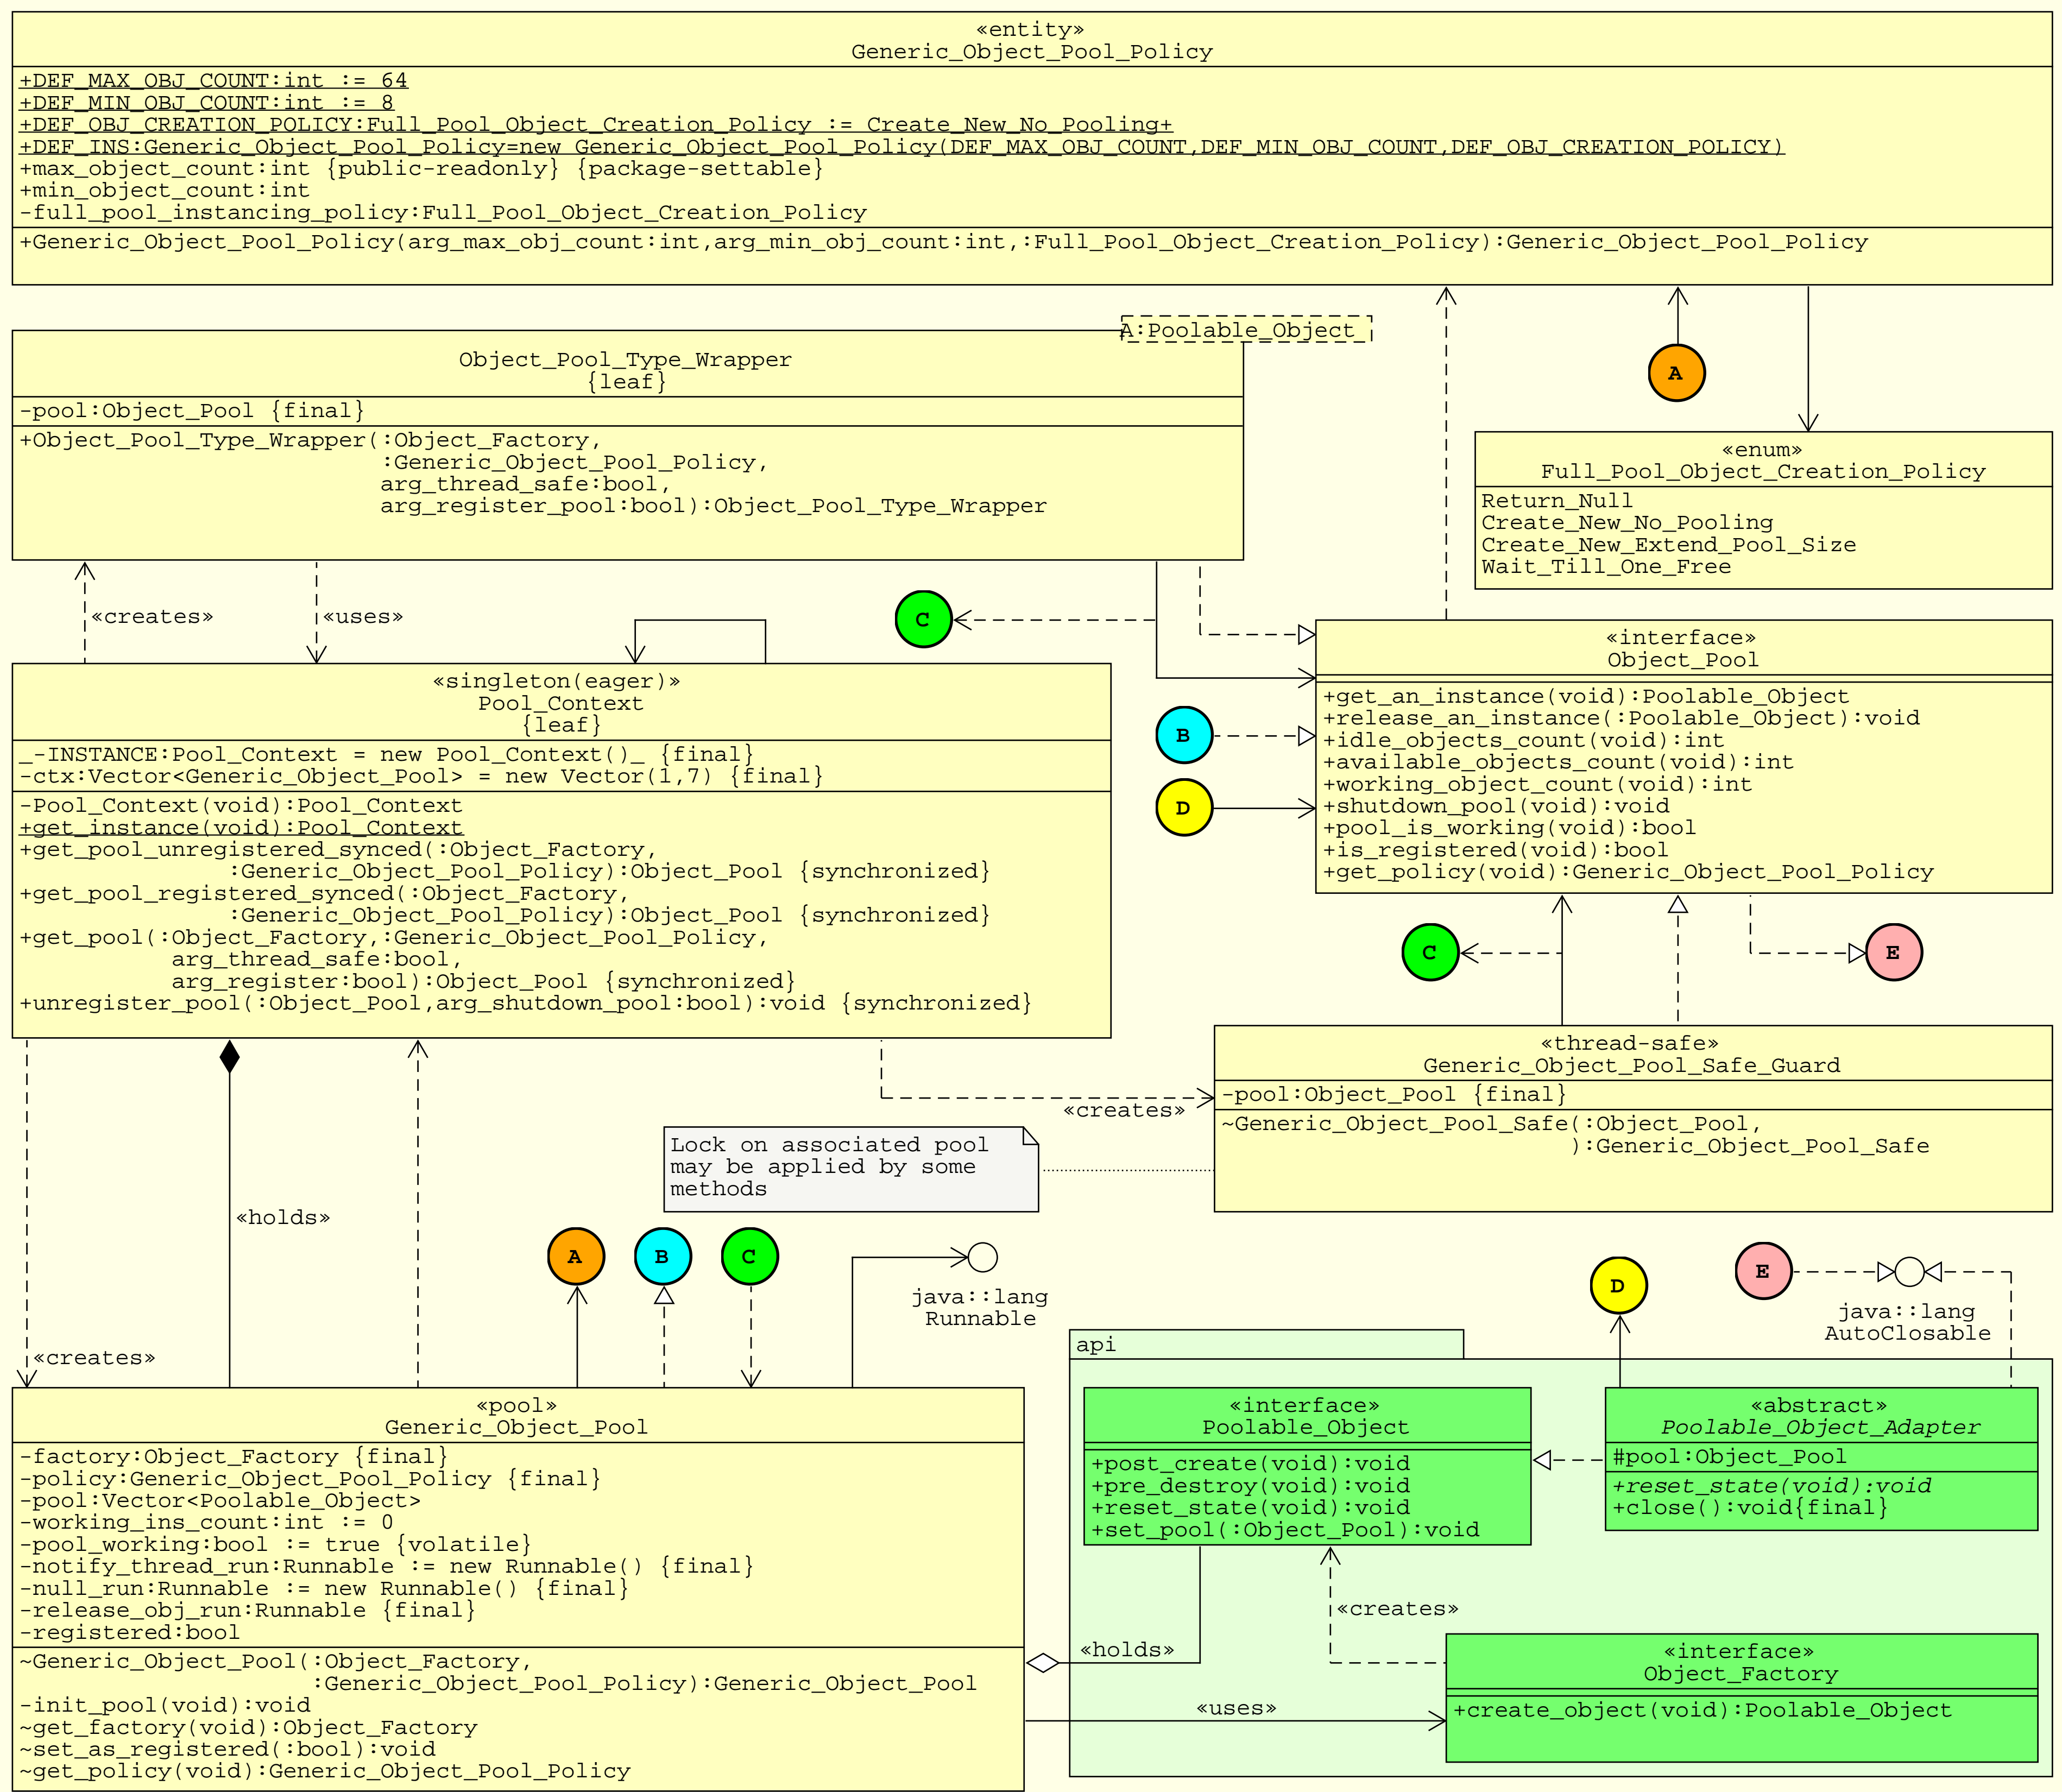 «entity»
Generic_Object_Pool_Policy
+DEF_MAX_OBJ_COUNT:int := 64
+DEF_MIN_OBJ_COUNT:int := 8
+DEF_OBJ_CREATION_POLICY:Full_Pool_Object_Creation_Policy := Create_New_No_Pooling+
+DEF_INS:Generic_Object_Pool_Policy=new Generic_Object_Pool_Policy(DEF_MAX_OBJ_COUNT,DEF_MIN_OBJ_COUNT,DEF_OBJ_CREATION_POLICY)
+max_object_count:int {public-readonly} {package-settable}
+min_object_count:int
-full_pool_instancing_policy:Full_Pool_Object_Creation_Policy
+Generic_Object_Pool_Policy(arg_max_obj_count:int,arg_min_obj_count:int,:Full_Pool_Object_Creation_Policy):Generic_Object_Pool_Policy
A:Poolable_Object
Object_Pool_Type_Wrapper
{leaf}
-pool:Object_Pool {final}
+Object_Pool_Type_Wrapper(:Object_Factory,
:Generic_Object_Pool_Policy,
arg_thread_safe:bool,
arg_register_pool:bool):Object_Pool_Type_Wrapper
A
«enum»
Full_Pool_Object_Creation_Policy
Return_Null
Create_New_No_Pooling
Create_New_Extend_Pool_Size
Wait_Till_One_Free
«creates»
«uses»
C
«singleton(eager)»
Pool_Context
{leaf}
_-INSTANCE:Pool_Context = new Pool_Context()_ {final}
-ctx:Vector<Generic_Object_Pool> = new Vector(1,7) {final}
-Pool_Context(void):Pool_Context
+get_instance(void):Pool_Context
+get_pool_unregistered_synced(:Object_Factory,
:Generic_Object_Pool_Policy):Object_Pool {synchronized}
+get_pool_registered_synced(:Object_Factory,
:Generic_Object_Pool_Policy):Object_Pool {synchronized}
+get_pool(:Object_Factory,:Generic_Object_Pool_Policy,
arg_thread_safe:bool,
arg_register:bool):Object_Pool {synchronized}
+unregister_pool(:Object_Pool,arg_shutdown_pool:bool):void {synchronized}
B
D
«interface»
Object_Pool
+get_an_instance(void):Poolable_Object
+release_an_instance(:Poolable_Object):void
+idle_objects_count(void):int
+available_objects_count(void):int
+working_object_count(void):int
+shutdown_pool(void):void
+pool_is_working(void):bool
+is_registered(void):bool
+get_policy(void):Generic_Object_Pool_Policy
C
E
«thread-safe»
Generic_Object_Pool_Safe_Guard
-pool:Object_Pool {final}
~Generic_Object_Pool_Safe(:Object_Pool,
):Generic_Object_Pool_Safe
«creates»
Lock on associated pool
may be applied by some
methods
«holds»
«creates»
A
B
C
java::lang
Runnable
D
E
java::lang
AutoClosable
«pool»
Generic_Object_Pool
-factory:Object_Factory {final}
-policy:Generic_Object_Pool_Policy {final}
-pool:Vector<Poolable_Object>
-working_ins_count:int := 0
-pool_working:bool := true {volatile}
-notify_thread_run:Runnable := new Runnable() {final}
-null_run:Runnable := new Runnable() {final}
-release_obj_run:Runnable {final}
-registered:bool
~Generic_Object_Pool(:Object_Factory,
:Generic_Object_Pool_Policy):Generic_Object_Pool
-init_pool(void):void
~get_factory(void):Object_Factory
~set_as_registered(:bool):void
~get_policy(void):Generic_Object_Pool_Policy
api
«interface»
Poolable_Object
+post_create(void):void
+pre_destroy(void):void
+reset_state(void):void
+set_pool(:Object_Pool):void
«abstract»
Poolable_Object_Adapter
#pool:Object_Pool
+reset_state(void):void
+close():void{final}
«creates»
«holds»
«uses»
«interface»
Object_Factory
+create_object(void):Poolable_Object